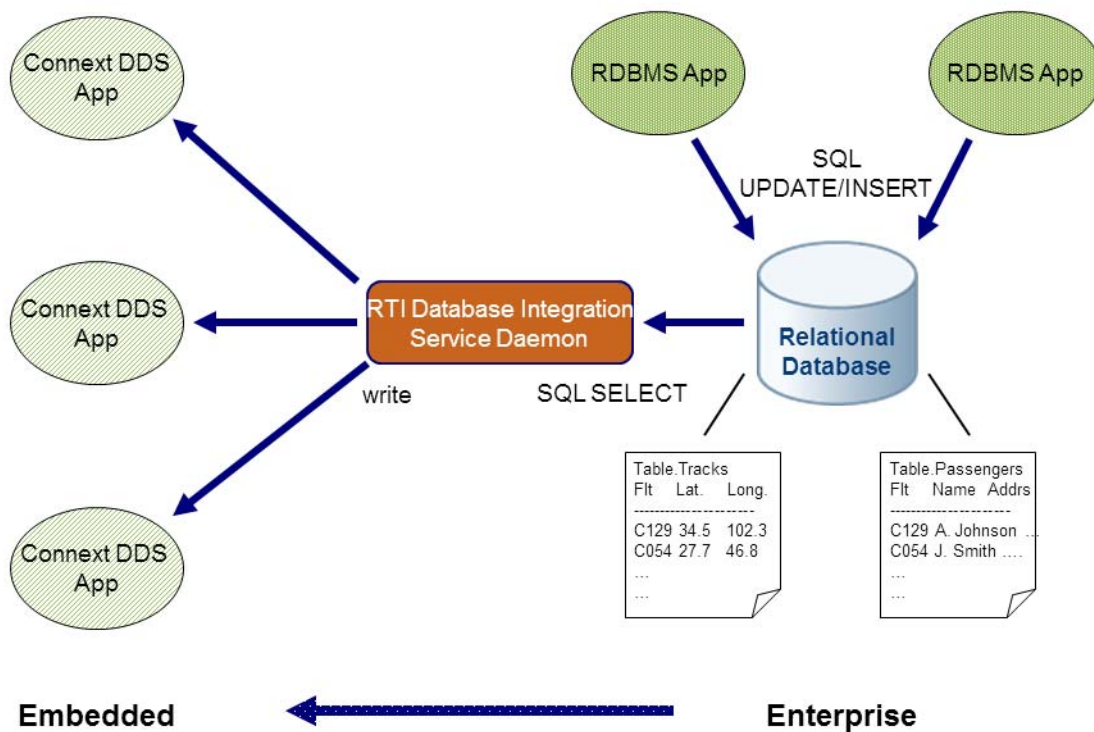 Connext DDS
App
RDBMS App
RDBMS App
SQL
UPDATE/INSERT
Connext DDS
App
RTI Database Integration
Service Daemon
Relational
Database
write
SQL SELECT
Table.Tracks
Flt Lat. Long.
-----------------------
C129 34.5 102.3
C054 27.7 46.8
...
...
Table.Passengers
Flt Name Addrs
-----------------------
C129 A. Johnson ...
C054 J. Smith ....
...
...
Connext DDS
App
Embedded
Enterprise